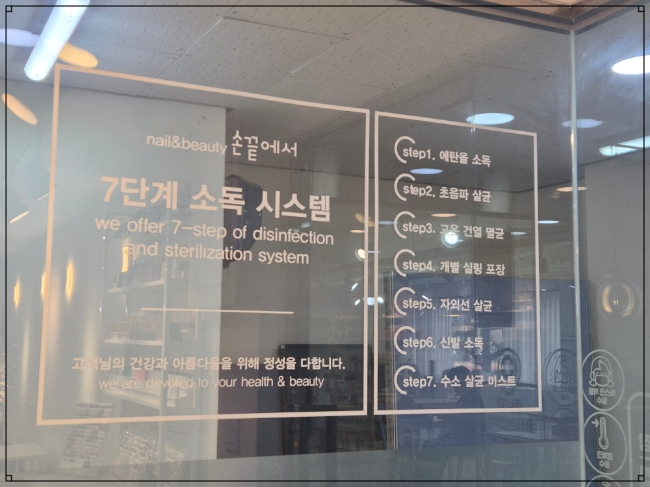 nail&beauty 손끝에서
7단계 소독 시스템
we offer 7-step of disinfection
and sterilization system
고객님의 건강과 아름다움을 위해 정성을 다합니다.
we are devoted to your health & beauty
step1. 에탄올 소독
step2. 초음파 살균
step3. 고온 건열 멸균
step4. 개별 실링 포장
step5. 자외선 살균
step6. 신발 소독
step7. 수소 살균 미스트